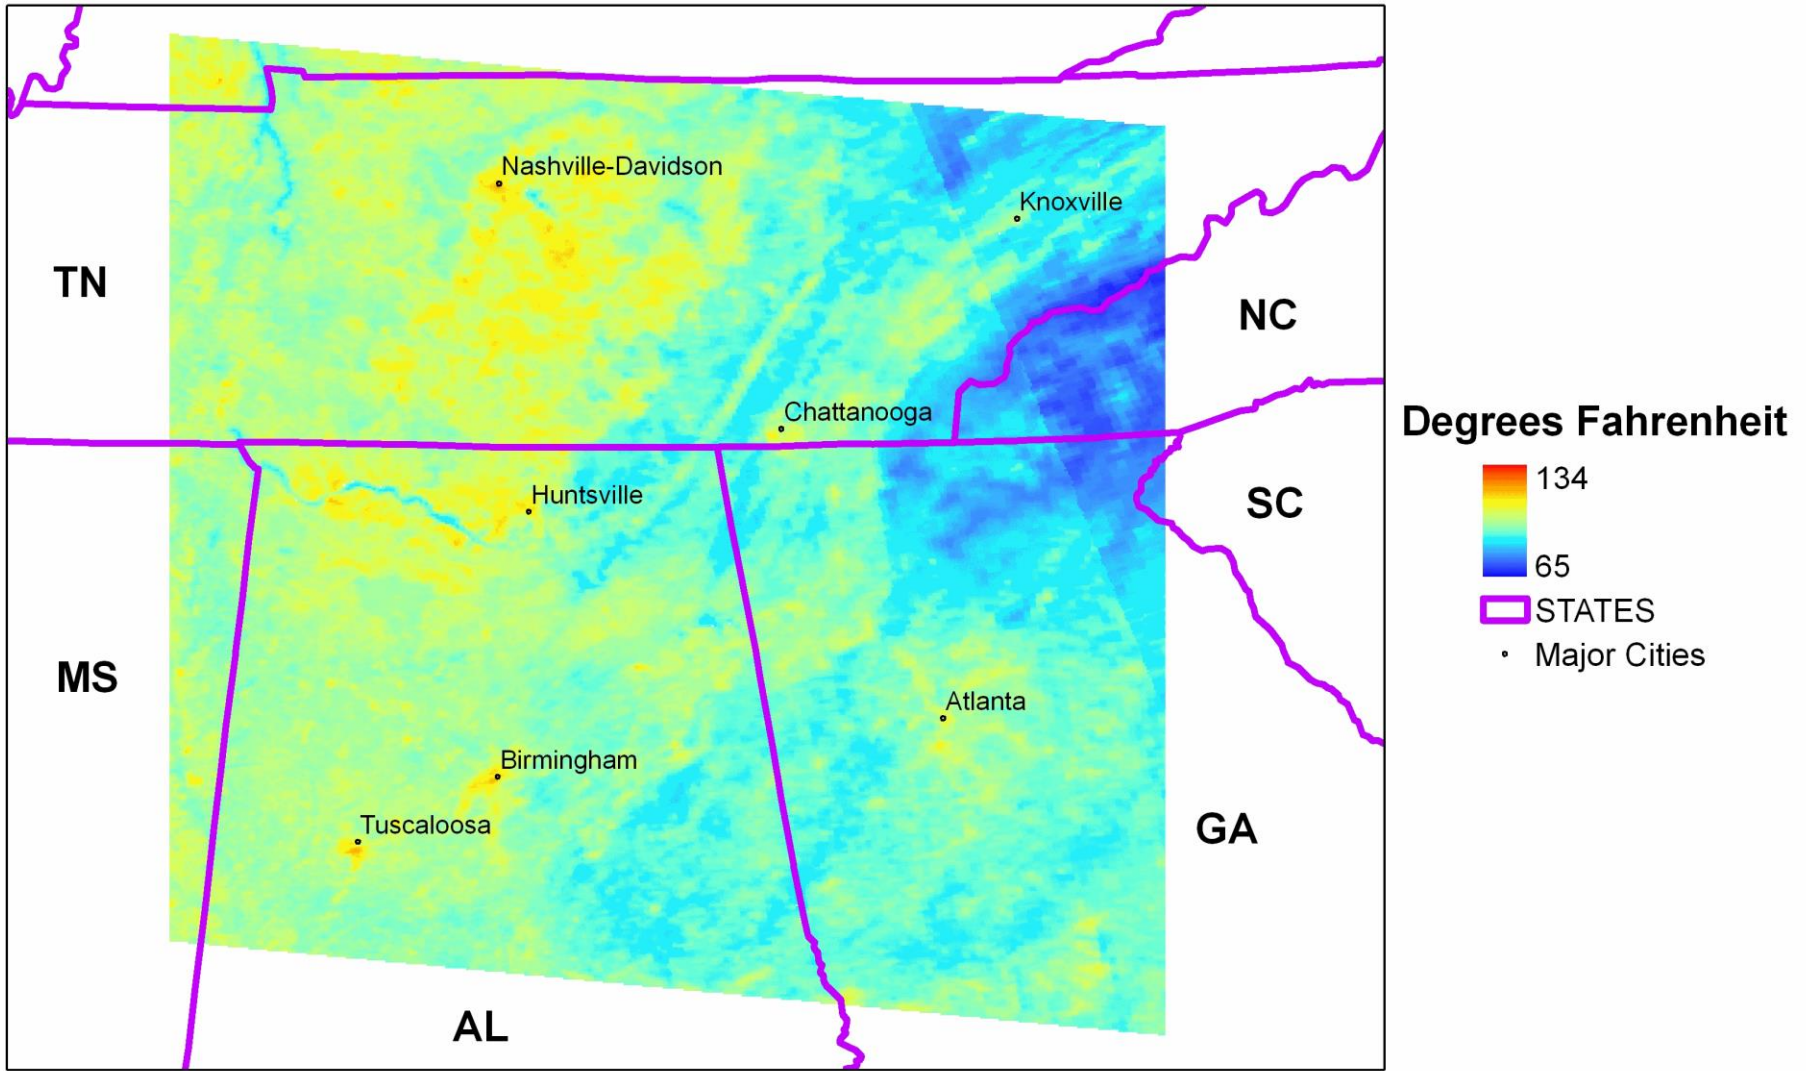 Nashville-Davidson
Knoxville
TN
NC
Chattanooga
Degrees Fahrenheit
134
65
Huntsville
SC
STATES
Major Cities
MS
Atlanta
Birmingham
Tuscaloosa
GA
AL